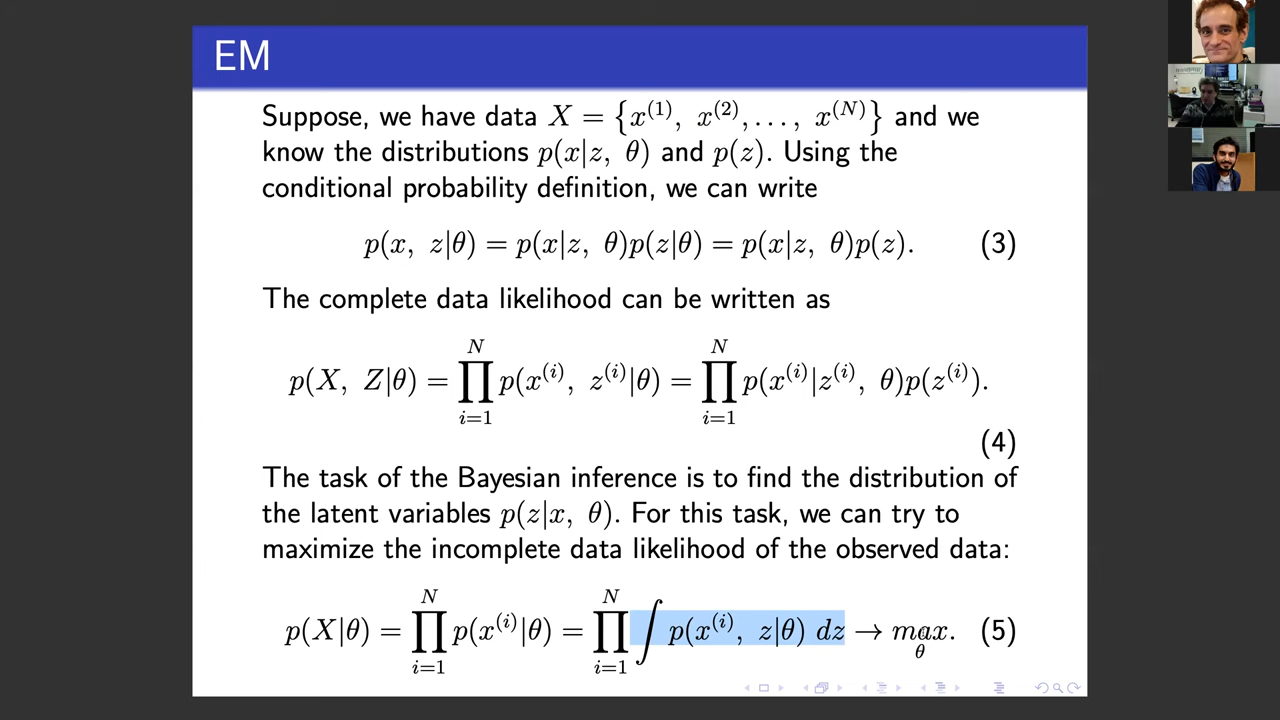 EM
Suppose, we have data X = {x^(1), x^(2), . . . , x^(N)} and we
know the distributions p(x|z, θ) and p(z). Using the
conditional probability definition, we can write
p(x, z|θ) = p(x|z, θ)p(z|θ) = p(x|z, θ)p(z). (3)
The complete data likelihood can be written as
p(X, Z|θ) = ∏_{i=1}^{N} p(x^(i), z^(i)|θ) = ∏_{i=1}^{N} p(x^(i)|z^(i), θ)p(z^(i)).
(4)
The task of the Bayesian inference is to find the distribution of
the latent variables p(z|x, θ). For this task, we can try to
maximize the incomplete data likelihood of the observed data:
p(X|θ) = ∏_{i=1}^{N} p(x^(i)|θ) = ∏_{i=1}^{N} ∫ p(x^(i), z|θ) dz → max_θ. (5)